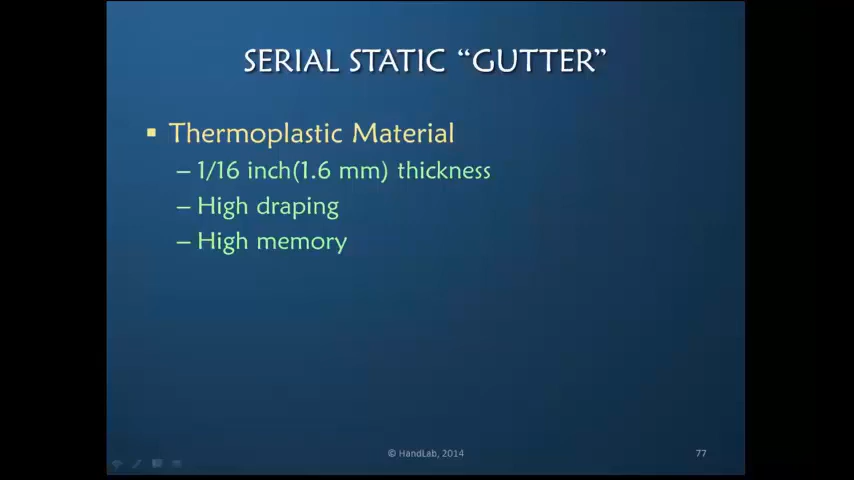 SERIAL STATIC “GUTTER”
▪ Thermoplastic Material
– 1/16 inch(1.6 mm) thickness
– High draping
– High memory
© HandLab, 2014
77